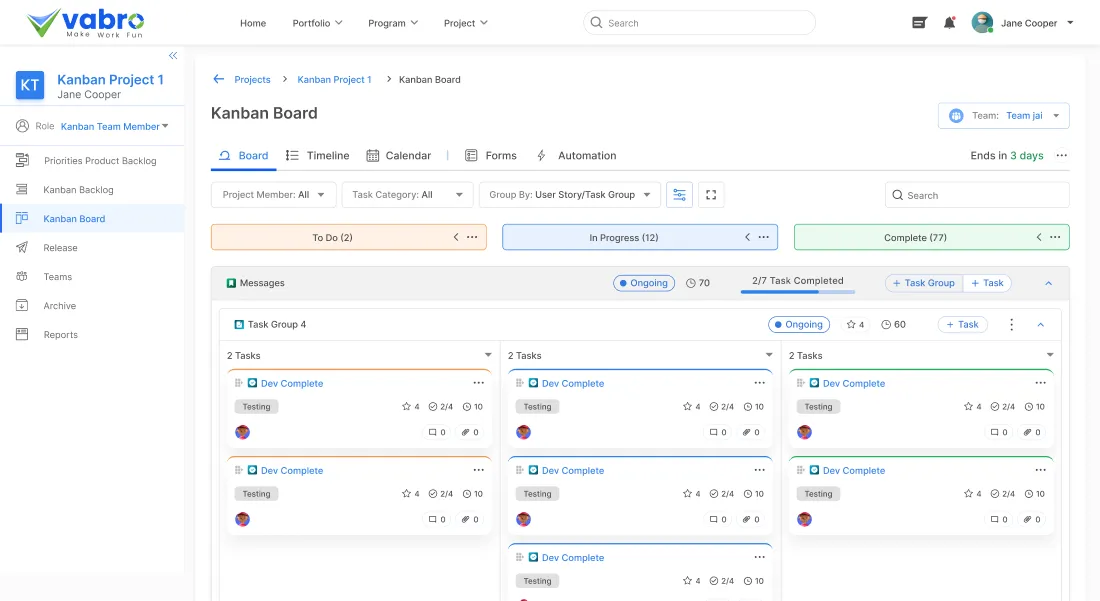 vabro
Make Work Fun
Home Portfolio Program Project
Search
Jane Cooper
KT
Kanban Project 1
Jane Cooper
Role Kanban Team Member
Priorities Product Backlog
Kanban Backlog
Kanban Board
Release
Teams
Archive
Reports
Projects > Kanban Project 1 > Kanban Board
Kanban Board
Team: Team jai
Board Timeline Calendar | Forms Automation
Ends in 3 days
Project Member: All Task Category: All Group By: User Story/Task Group
Search
To Do (2) In Progress (12) Complete (77)
Messages Ongoing 70 2/7 Task Completed + Task Group + Task
Task Group 4 Ongoing 4 60 + Task
2 Tasks 2 Tasks 2 Tasks
Dev Complete Dev Complete Dev Complete
Testing 4 2/4 10 Testing 4 2/4 10 Testing 4 2/4 10
0 0 0 0 0 0
Dev Complete Dev Complete Dev Complete
Testing 4 2/4 10 Testing 4 2/4 10 Testing 4 2/4 10
0 0 0 0 0 0
Dev Complete
Testing 4 2/4 10